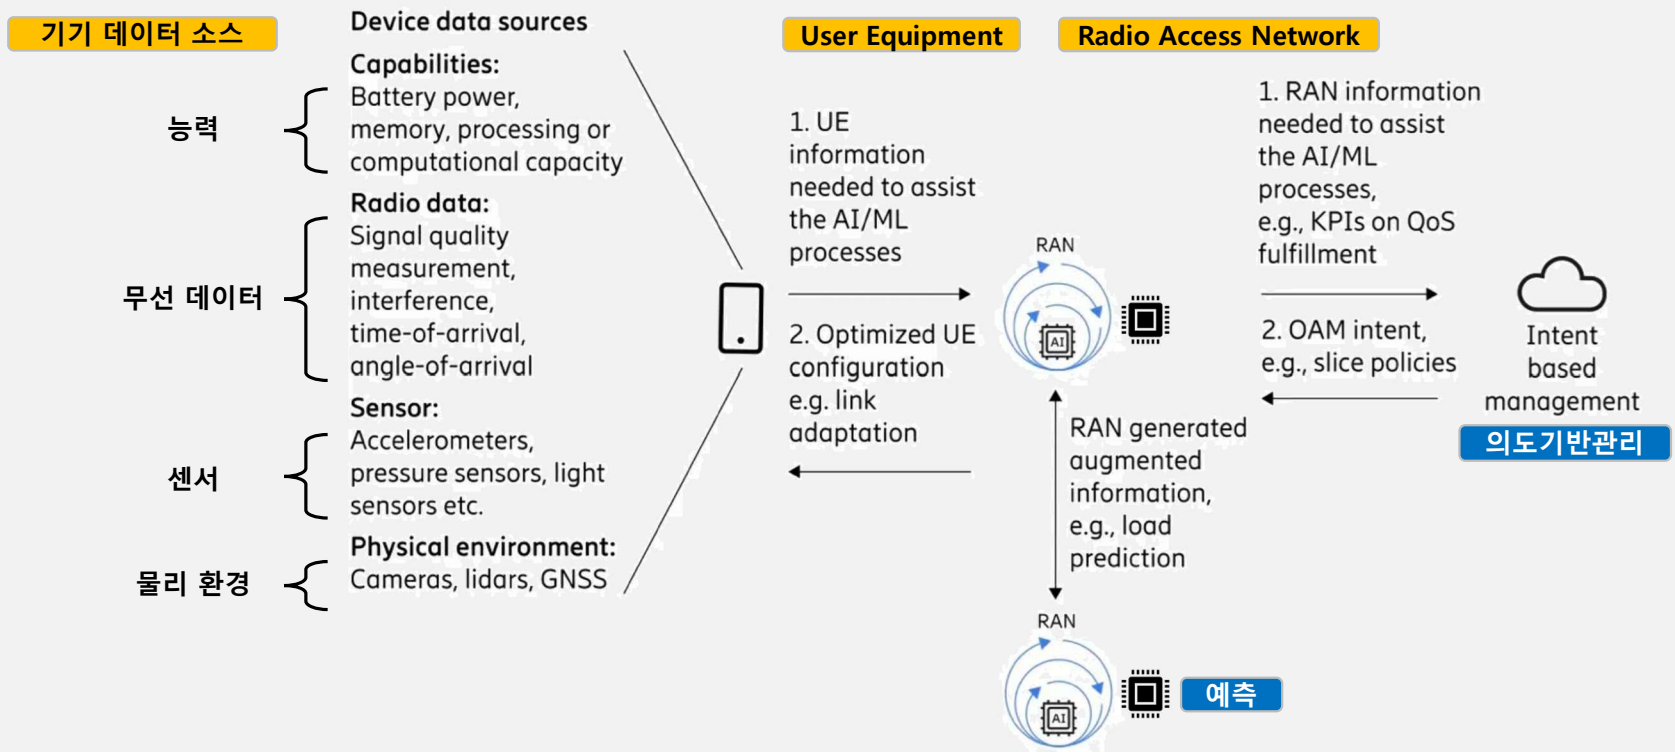 기기 데이터 소스
Device data sources
User Equipment
Radio Access Network
능력
Capabilities:
Battery power,
memory, processing or
computational capacity
무선 데이터
Radio data:
Signal quality
measurement,
interference,
time-of-arrival,
angle-of-arrival
센서
Sensor:
Accelerometers,
pressure sensors, light
sensors etc.
물리 환경
Physical environment:
Cameras, lidars, GNSS
1. UE
information
needed to assist
the AI/ML
processes
2. Optimized UE
configuration
e.g. link
adaptation
RAN
AI
1. RAN information
needed to assist
the AI/ML
processes,
e.g., KPIs on QoS
fulfillment
2. OAM intent,
e.g., slice policies
Intent
based
management
의도기반관리
RAN generated
augmented
information,
e.g., load
prediction
RAN
AI
예측